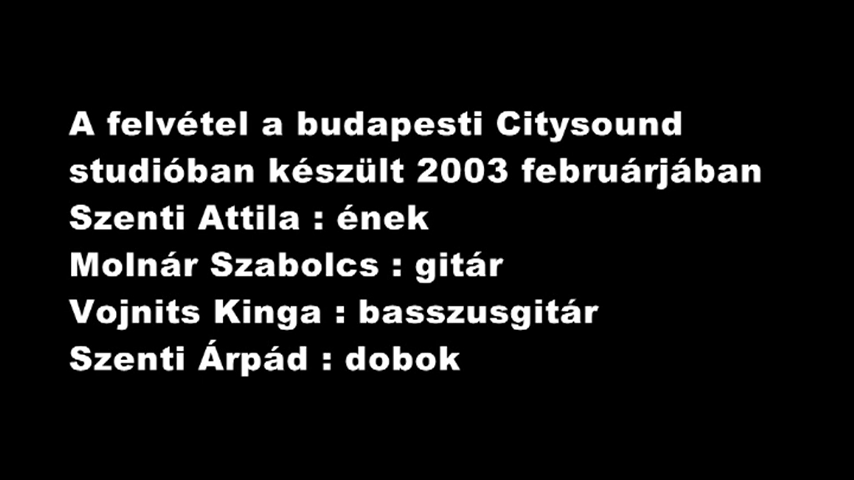 A felvétel a budapesti Citysound
studióban készült 2003 februárjában
Szenti Attila : ének
Molnár Szabolcs : gitár
Vojnits Kinga : basszusgitár
Szenti Árpád : dobok